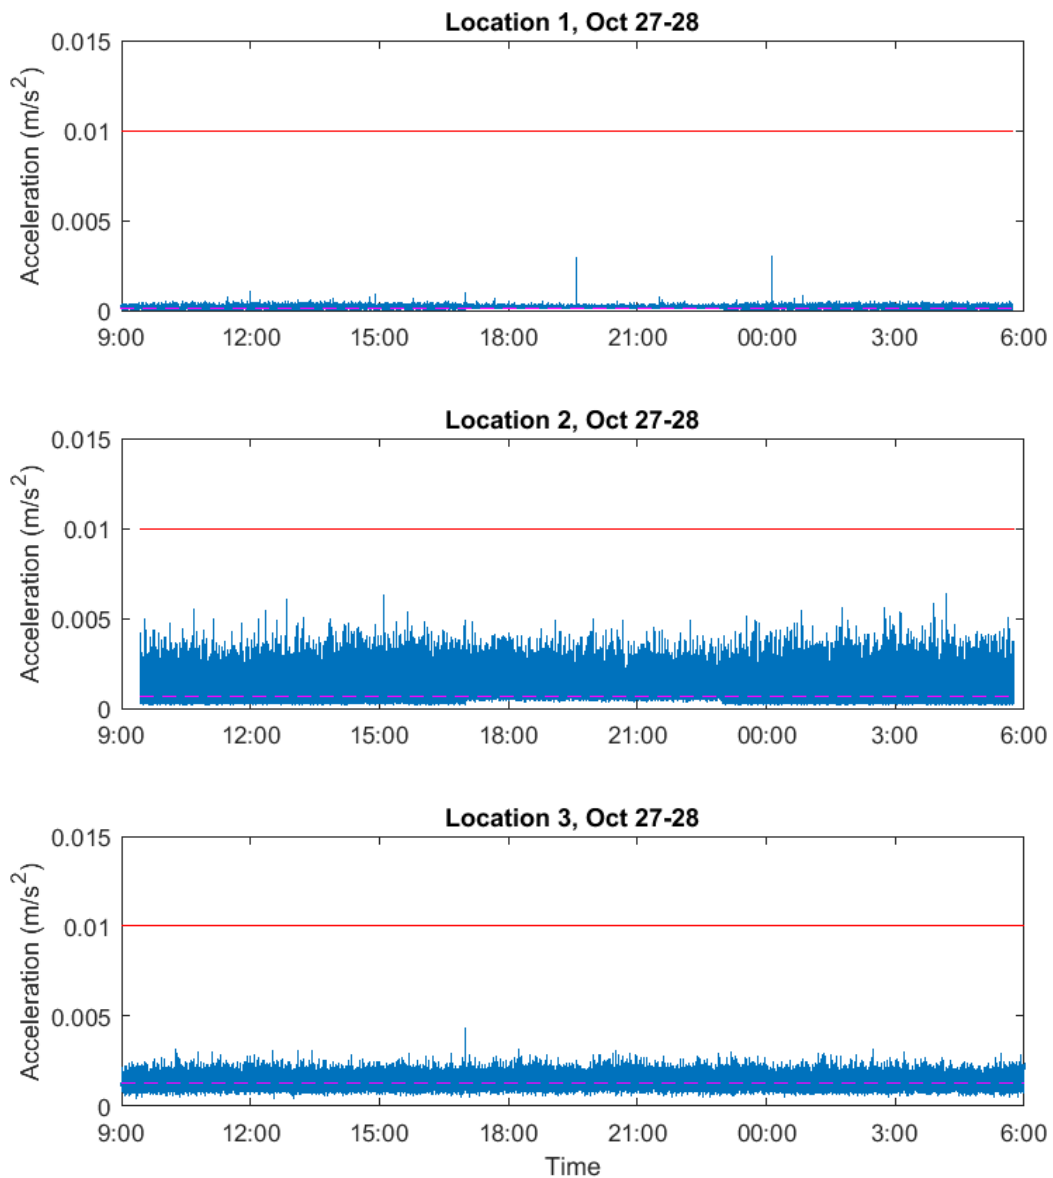 Location 1, Oct 27-28
Acceleration (m/s²)
0.015
0.01
0.005
0
9:00 12:00 15:00 18:00 21:00 00:00 3:00 6:00
Location 2, Oct 27-28
Acceleration (m/s²)
0.015
0.01
0.005
0
9:00 12:00 15:00 18:00 21:00 00:00 3:00 6:00
Location 3, Oct 27-28
Acceleration (m/s²)
0.015
0.01
0.005
0
9:00 12:00 15:00 18:00 21:00 00:00 3:00 6:00
Time